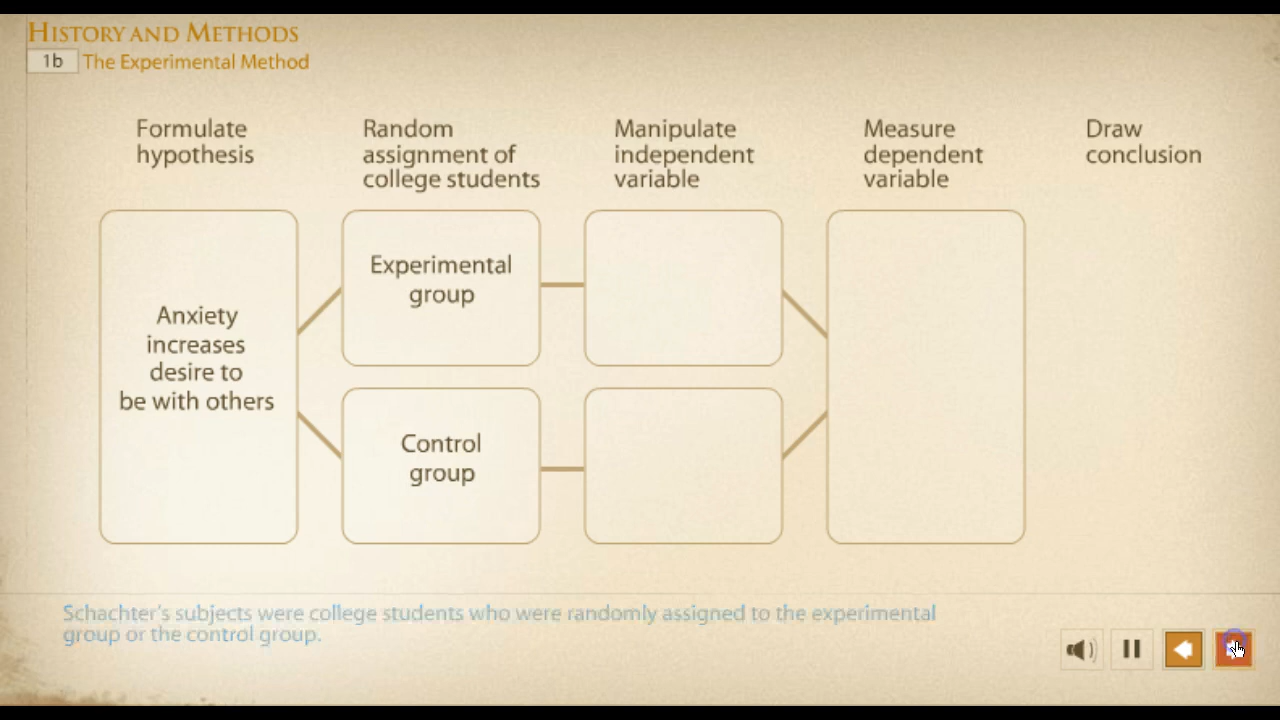 HISTORY AND METHODS
1b The Experimental Method
Formulate
hypothesis
Random
assignment of
college students
Manipulate
independent
variable
Measure
dependent
variable
Draw
conclusion
Anxiety
increases
desire to
be with others
Experimental
group
Control
group
Schachter's subjects were college students who were randomly assigned to the experimental
group or the control group.